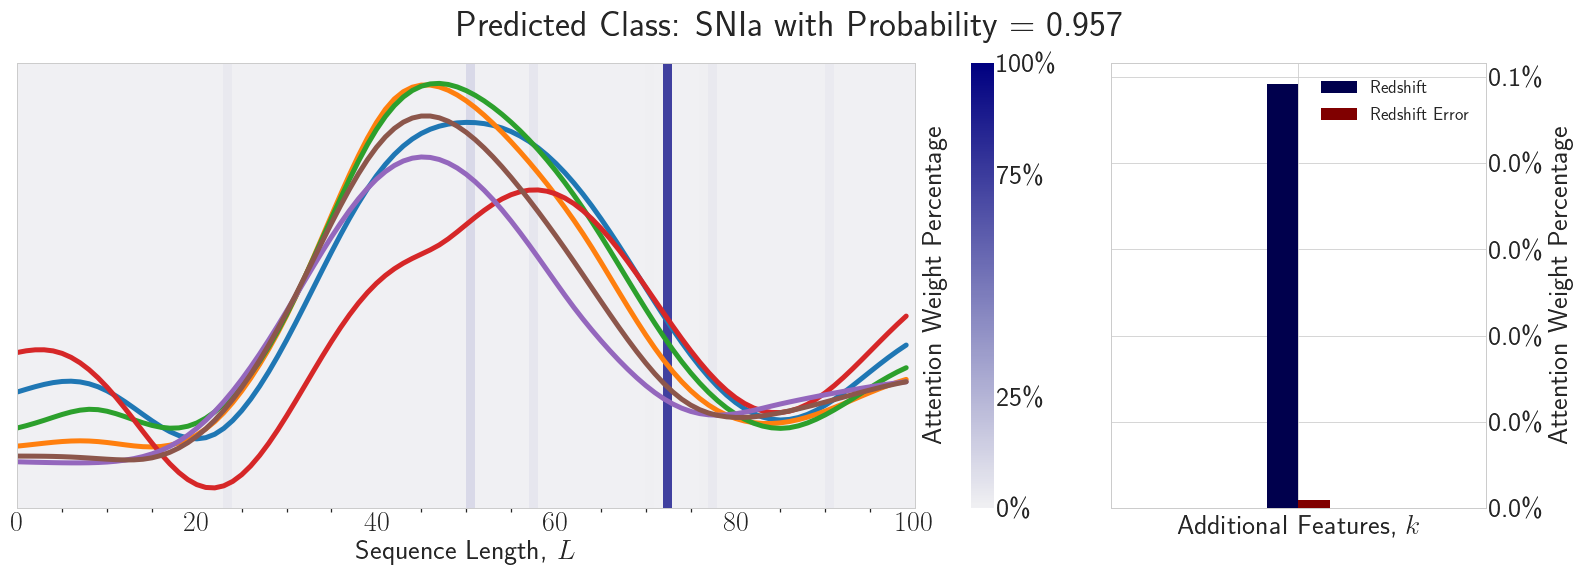 Predicted Class: SNIa with Probability = 0.957
0 20 40 60 80 100
Sequence Length, L
100%
75%
25%
0%
Attention Weight Percentage
Redshift
Redshift Error
0.1%
0.0%
0.0%
0.0%
0.0%
0.0%
Attention Weight Percentage
Additional Features, k